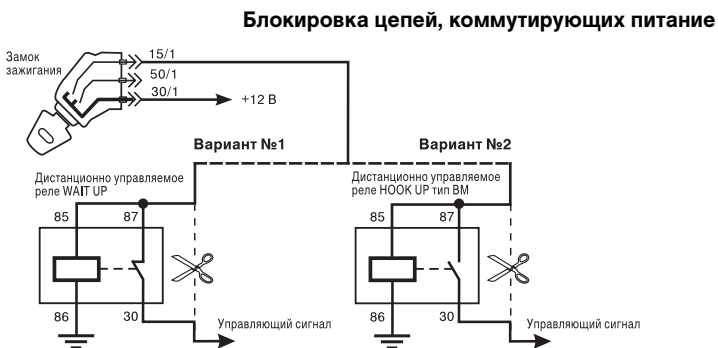 Блокировка цепей, коммутирующих питание
Замок
зажигания
15/1
50/1
30/1
+12 В
Вариант №1
Вариант №2
Дистанционно управляемое
реле WAIT UP
Дистанционно управляемое
реле HOOK UP тип ВМ
85
87
85
87
86
30
Управляющий сигнал
86
30
Управляющий сигнал